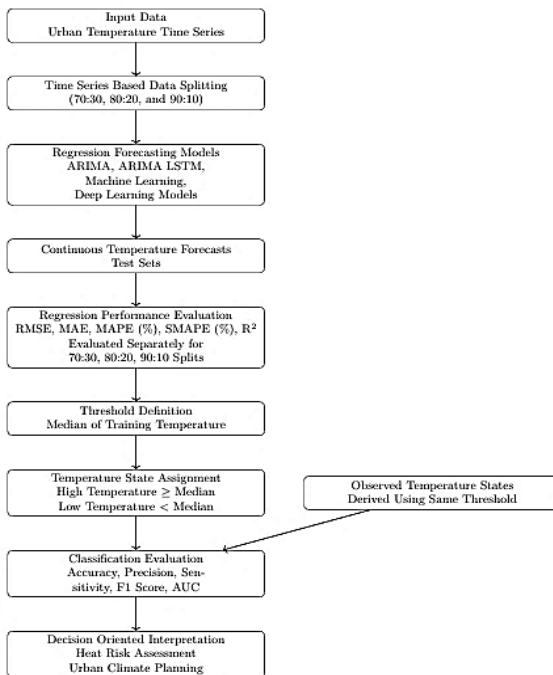 Input Data
Urban Temperature Time Series
Time Series Based Data Splitting
(70:30, 80:20, and 90:10)
Regression Forecasting Models
ARIMA, ARIMA LSTM,
Machine Learning,
Deep Learning Models
Continuous Temperature Forecasts
Test Sets
Regression Performance Evaluation
RMSE, MAE, MAPE (%), SMAPE (%), R²
Evaluated Separately for
70:30, 80:20, 90:10 Splits
Threshold Definition
Median of Training Temperature
Temperature State Assignment
High Temperature ≥ Median
Low Temperature < Median
Observed Temperature States
Derived Using Same Threshold
Classification Evaluation
Accuracy, Precision, Sen-
sitivity, F1 Score, AUC
Decision Oriented Interpretation
Heat Risk Assessment
Urban Climate Planning